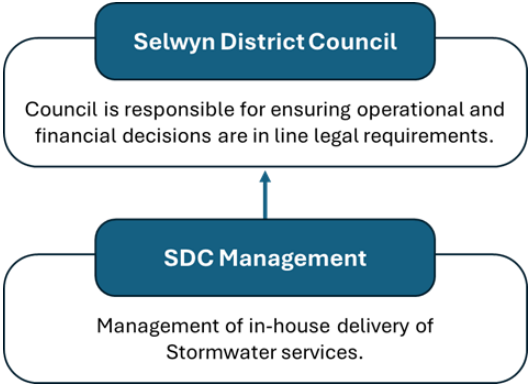 Selwyn District Council
Council is responsible for ensuring operational and
financial decisions are in line legal requirements.
SDC Management
Management of in-house delivery of
Stormwater services.